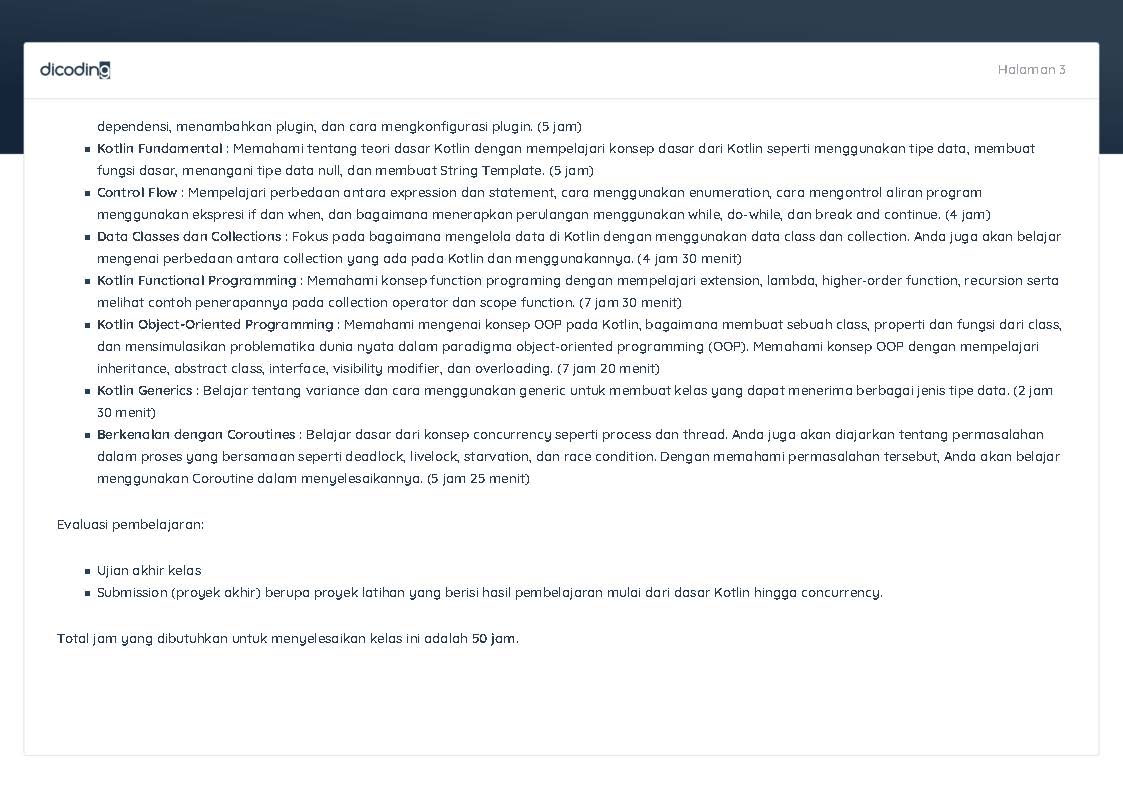 dicoding
Halaman 3
dependensi, menambahkan plugin, dan cara mengkonfigurasi plugin. (5 jam)
▪ Kotlin Fundamental : Memahami tentang teori dasar Kotlin dengan mempelajari konsep dasar dari Kotlin seperti menggunakan tipe data, membuat
fungsi dasar, menangani tipe data null, dan membuat String Template. (5 jam)
▪ Control Flow : Mempelajari perbedaan antara expression dan statement, cara menggunakan enumeration, cara mengontrol aliran program
menggunakan ekspresi if dan when, dan bagaimana menerapkan perulangan menggunakan while, do-while, dan break and continue. (4 jam)
▪ Data Classes dan Collections : Fokus pada bagaimana mengelola data di Kotlin dengan menggunakan data class dan collection. Anda juga akan belajar
mengenai perbedaan antara collection yang ada pada Kotlin dan menggunakannya. (4 jam 30 menit)
▪ Kotlin Functional Programming : Memahami konsep function programing dengan mempelajari extension, lambda, higher-order function, recursion serta
melihat contoh penerapannya pada collection operator dan scope function. (7 jam 30 menit)
▪ Kotlin Object-Oriented Programming : Memahami mengenai konsep OOP pada Kotlin, bagaimana membuat sebuah class, properti dan fungsi dari class,
dan mensimulasikan problematika dunia nyata dalam paradigma object-oriented programming (OOP). Memahami konsep OOP dengan mempelajari
inheritance, abstract class, interface, visibility modifier, dan overloading. (7 jam 20 menit)
▪ Kotlin Generics : Belajar tentang variance dan cara menggunakan generic untuk membuat kelas yang dapat menerima berbagai jenis tipe data. (2 jam
30 menit)
▪ Berkenalan dengan Coroutines : Belajar dasar dari konsep concurrency seperti process dan thread. Anda juga akan diajarkan tentang permasalahan
dalam proses yang bersamaan seperti deadlock, livelock, starvation, dan race condition. Dengan memahami permasalahan tersebut, Anda akan belajar
menggunakan Coroutine dalam menyelesaikannya. (5 jam 25 menit)
Evaluasi pembelajaran:
▪ Ujian akhir kelas
▪ Submission (proyek akhir) berupa proyek latihan yang berisi hasil pembelajaran mulai dari dasar Kotlin hingga concurrency.
Total jam yang dibutuhkan untuk menyelesaikan kelas ini adalah 50 jam.